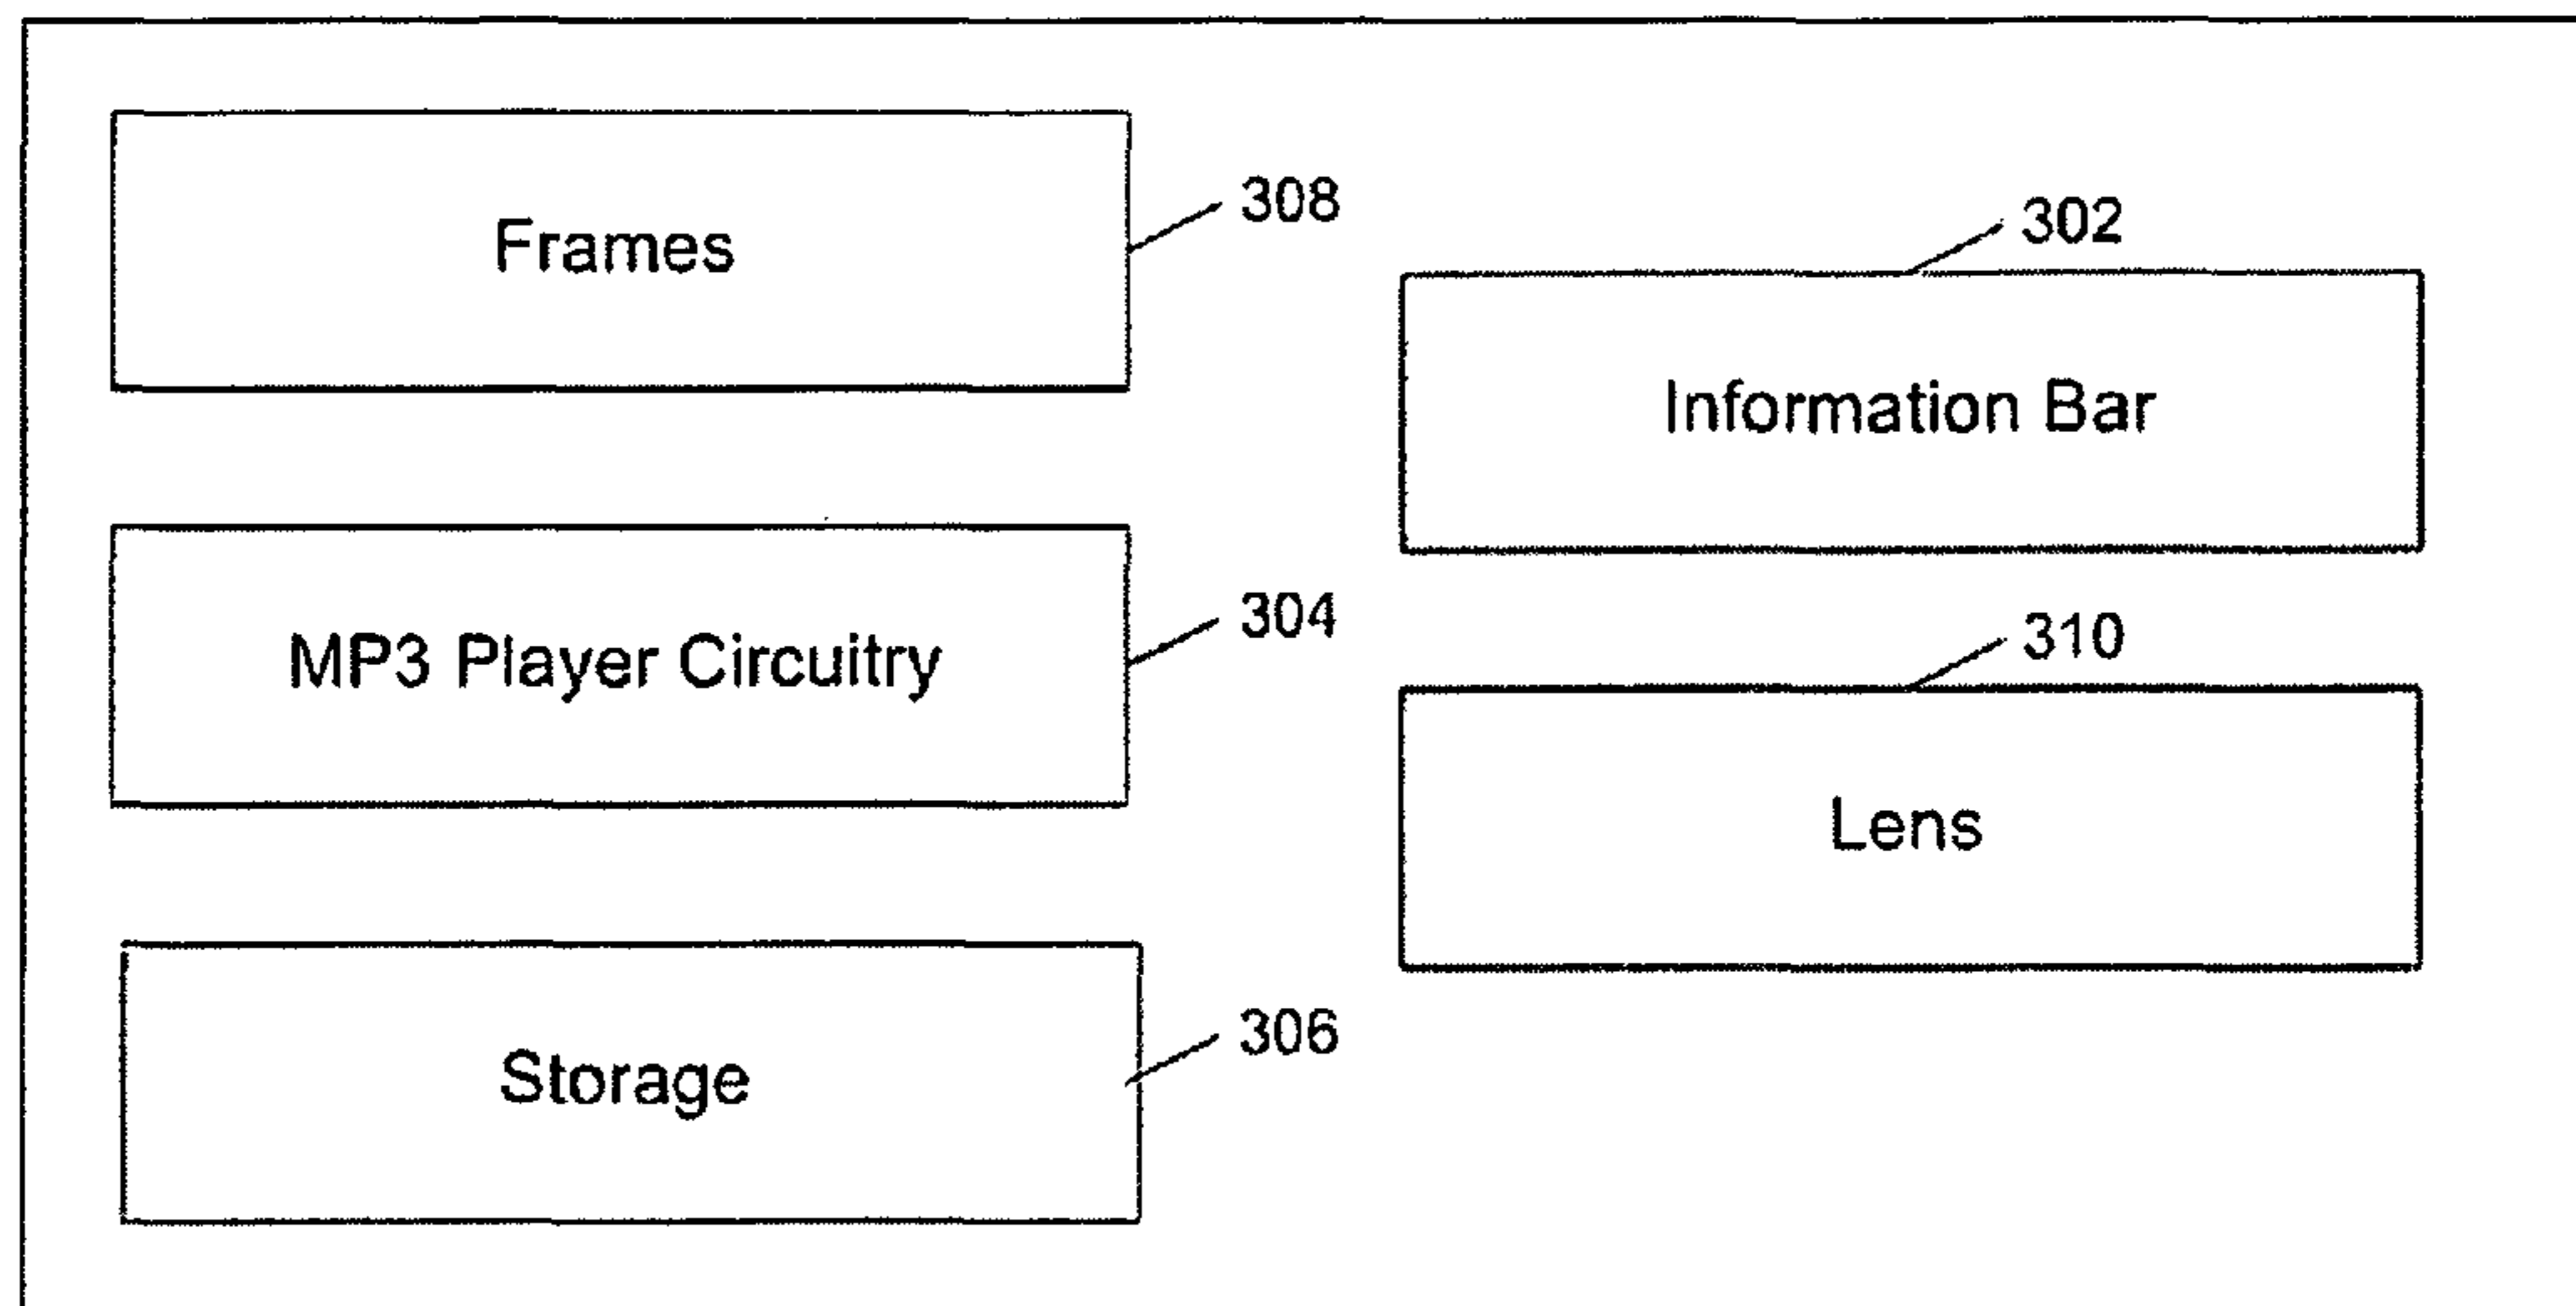 Frames
308
302
Information Bar
MP3 Player Circuitry
304
310
Lens
Storage
306